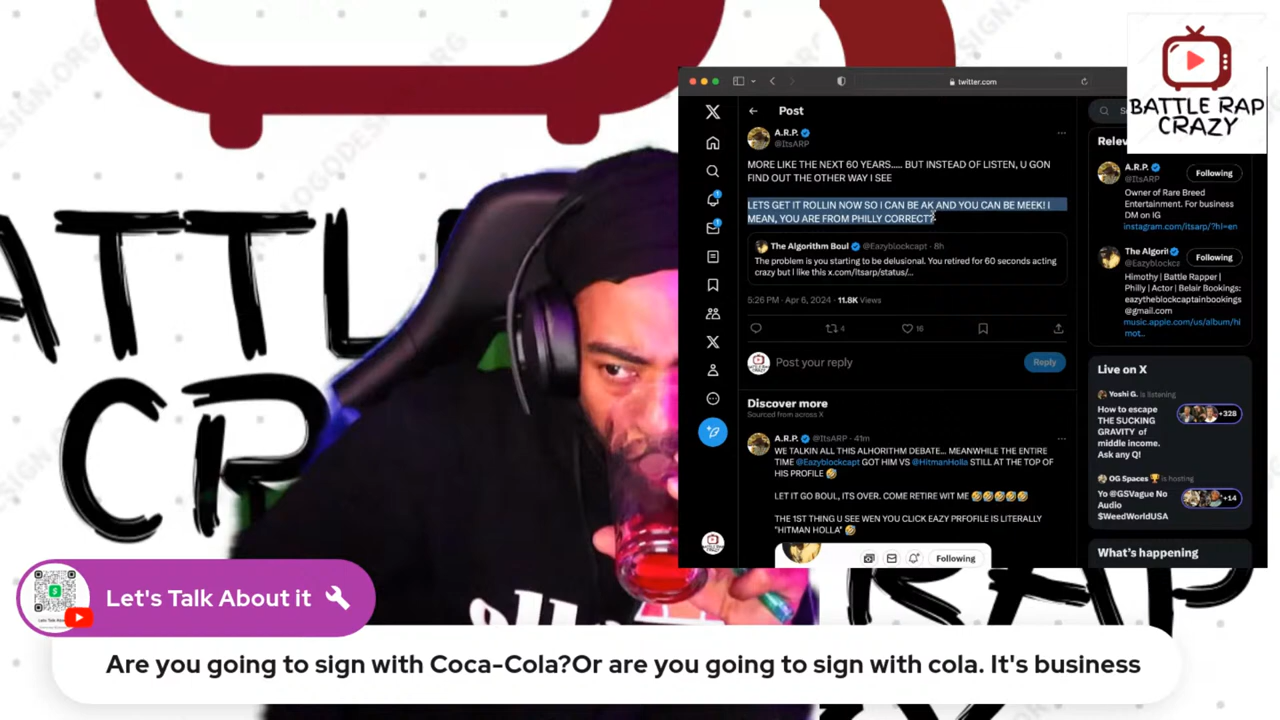 twitter.com
BATTLE RAP
CRAZY
Post
A.R.P.
@ItsARP
MORE LIKE THE NEXT 60 YEARS..... BUT INSTEAD OF LISTEN, U GON
FIND OUT THE OTHER WAY I SEE
LETS GET IT ROLLIN NOW SO I CAN BE AK AND YOU CAN BE MEEK! I
MEAN, YOU ARE FROM PHILLY CORRECT?
The Algorithm Boul @Eazyblockcapt · 8h
The problem is you starting to be delusional. You retired for 60 seconds acting
crazy but I like this x.com/itsarp/status/...
5:26 PM · Apr 6, 2024 · 11.8K Views
4
16
Post your reply
Reply
Discover more
Sourced from across X
A.R.P. @ItsARP · 41m
WE TALKIN ALL THIS ALHORITHM DEBATE... MEANWHILE THE ENTIRE
TIME @Eazyblockcapt GOT HIM VS @HitmanHolla STILL AT THE TOP OF
HIS PROFILE 🤣
LET IT GO BOUL, ITS OVER. COME RETIRE WIT ME 🤣🤣🤣🤣🤣
THE 1ST THING U SEE WEN YOU CLICK EAZY PRFOFILE IS LITERALLY
"HITMAN HOLLA" 🤣
Following
Relev
A.R.P.
@ItsARP
Following
Owner of Rare Breed
Entertainment. For business
DM on IG
instagram.com/itsarp/?hl=en
The Algorit
@Eazyblockc
Following
Himothy | Battle Rapper |
Philly | Actor | Belair Bookings:
eazytheblockcaptainbookings
@gmail.com
music.apple.com/us/album/hi
mot..
Live on X
Yoshi G. is listening
How to escape
THE SUCKING
GRAVITY of
middle income.
Ask any Q!
+328
OG Spaces 🏆 is hosting
Yo @GSVague No
Audio
$WeedWorldUSA
+14
What's happening
Let's Talk About it
Are you going to sign with Coca-Cola?Or are you going to sign with cola. It's business